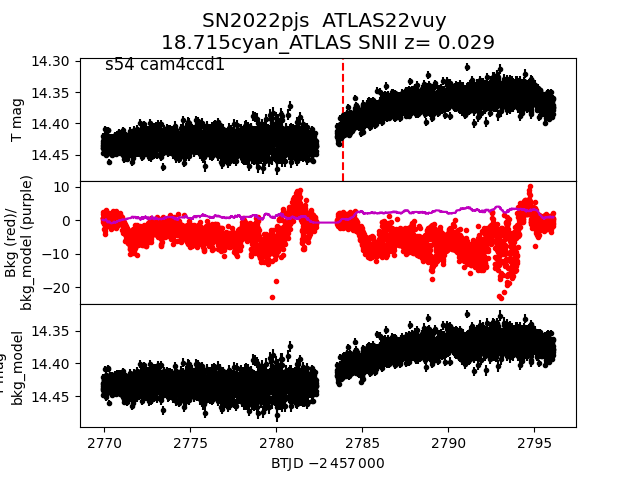 SN2022pjs ATLAS22vuy
18.715cyan_ATLAS SNII z= 0.029
s54 cam4ccd1
14.30
14.35
14.40
14.45
T mag
10
0
−10
−20
Bkg (red)/
bkg_model (purple)
14.35
14.40
14.45
mag
bkg_model
2770 2775 2780 2785 2790 2795
BTJD −2 457 000